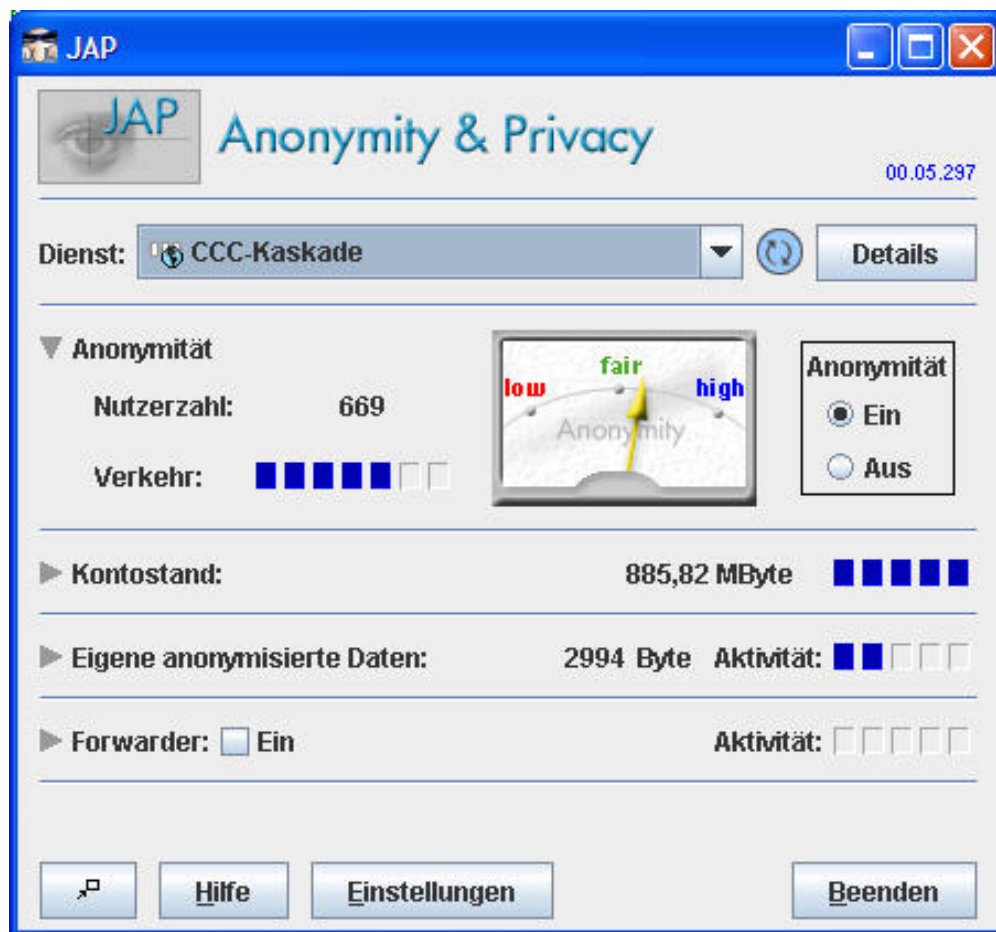 JAP
JAP
Anonymity & Privacy
00.05.297
Dienst: CCC-Kaskade Details
Anonymität
Nutzerzahl: 669
Verkehr:
low fair high
Anonymity
Anonymität
Ein
Aus
Kontostand: 885,82 MByte
Eigene anonymisierte Daten: 2994 Byte Aktivität:
Forwarder: Ein Aktivität:
Hilfe Einstellungen Beenden